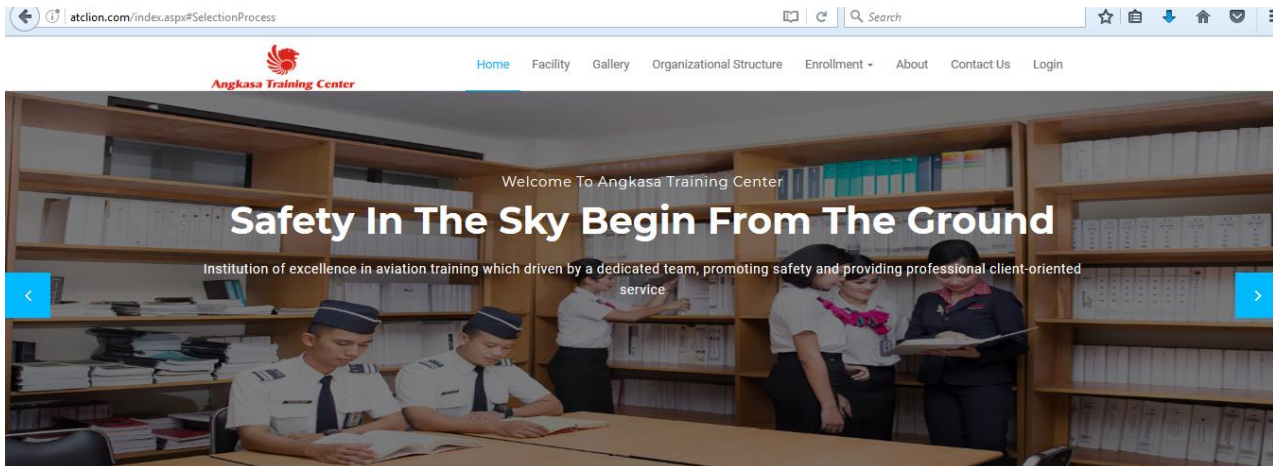 atclion.com/index.aspx#SelectionProcess
Search
Angkasa Training Center
Home Facility Gallery Organizational Structure Enrollment About Contact Us Login
Welcome To Angkasa Training Center
Safety In The Sky Begin From The Ground
Institution of excellence in aviation training which driven by a dedicated team, promoting safety and providing professional client-oriented
service